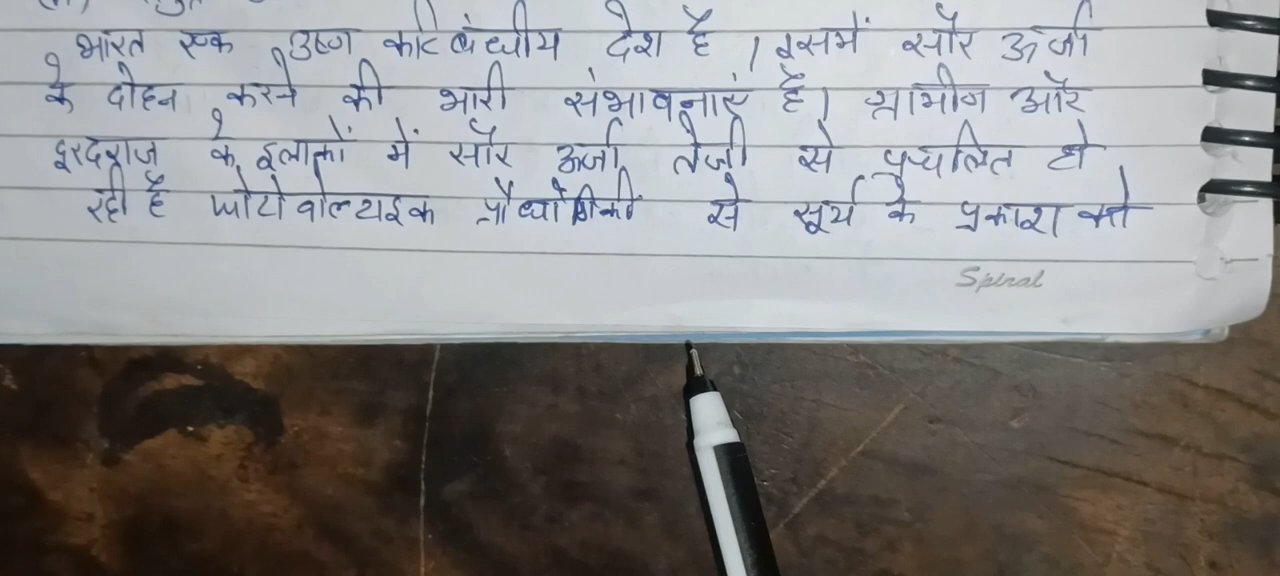 भारत एक उष्ण कटिबंधीय देश है । इसमें सौर ऊर्जा
के दोहन करने की भारी संभावनाएं है। ग्रामीण और
दूरदराज के इलाकों में सौर ऊर्जा तेजी से प्रचलित हो
रही है फोटोवोल्टाइक प्रौद्योगिकी से सूर्य के प्रकाश को
Spiral